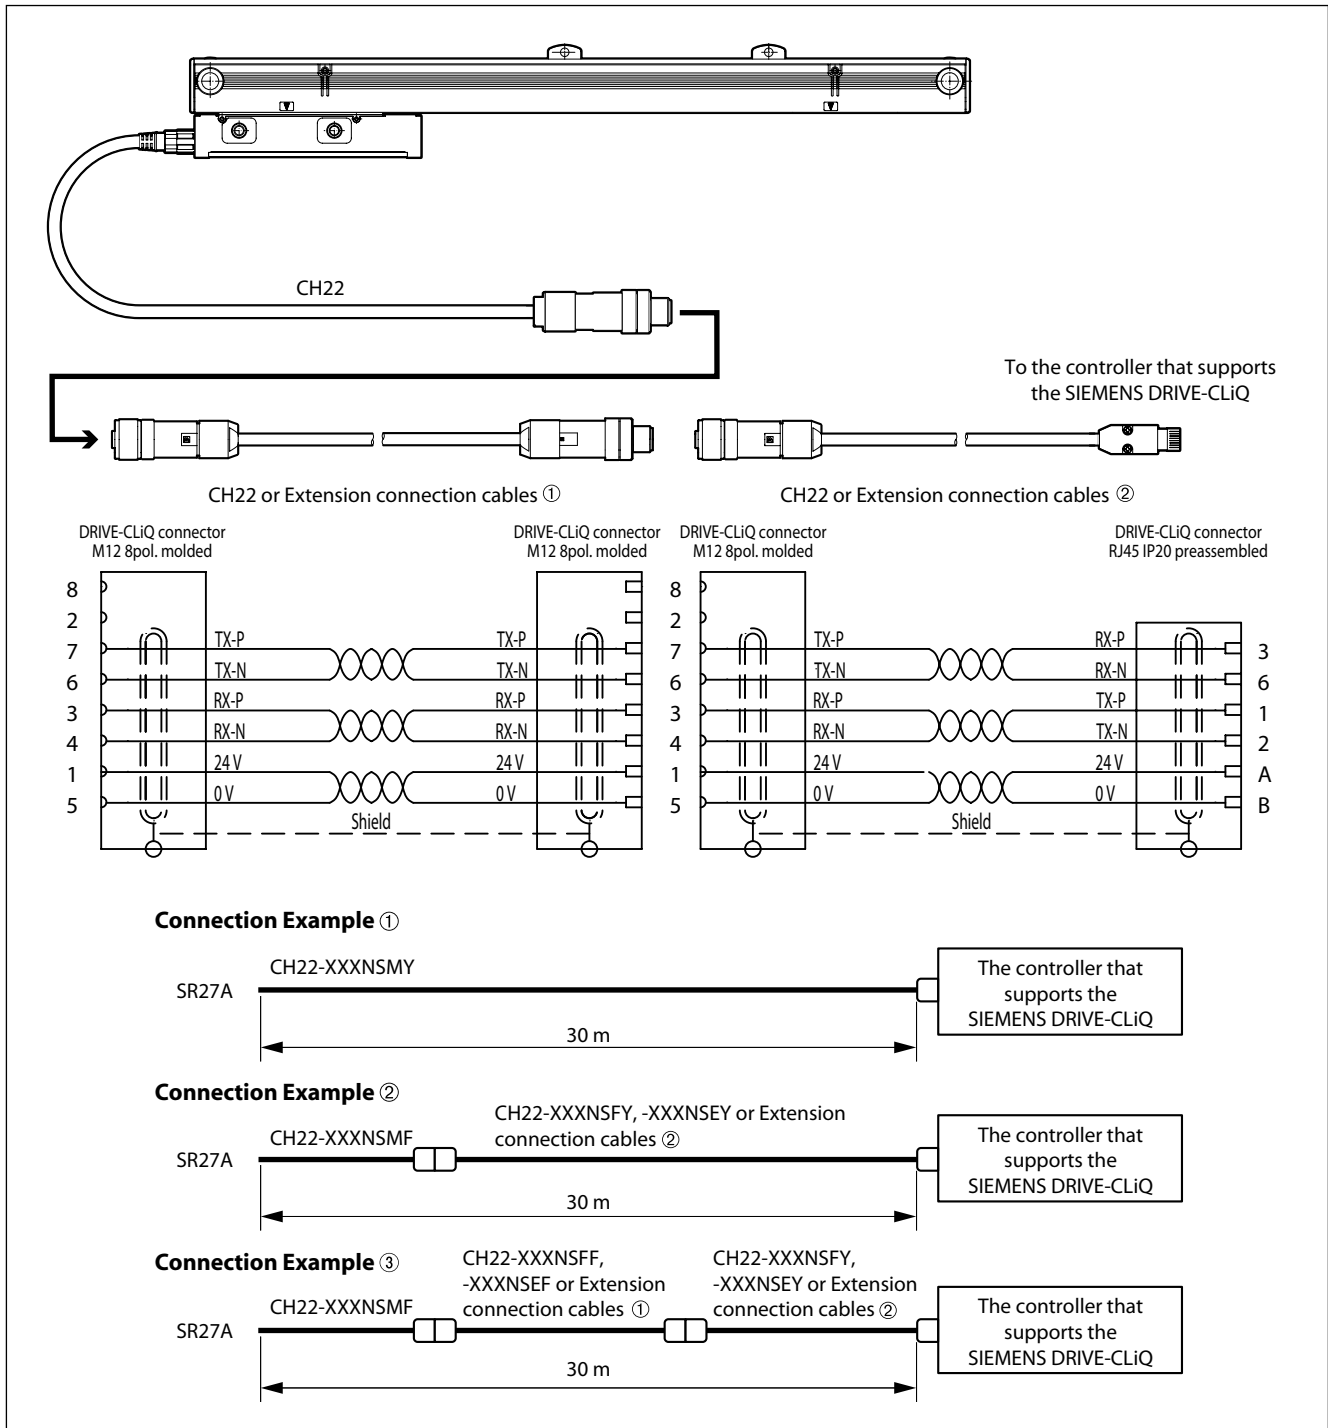 CH22
To the controller that supports
the SIEMENS DRIVE-CLiQ
CH22 or Extension connection cables ①
CH22 or Extension connection cables ②
DRIVE-CLiQ connector
M12 8pol. molded
DRIVE-CLiQ connector
M12 8pol. molded
DRIVE-CLiQ connector
M12 8pol. molded
DRIVE-CLiQ connector
RJ45 IP20 preassembled
8
2
7 TX-P TX-P
6 TX-N TX-N
3 RX-P RX-P
4 RX-N RX-N
1 24 V 24 V
5 0 V 0 V
Shield
8
2
7 TX-P RX-P 3
6 TX-N RX-N 6
3 RX-P TX-P 1
4 RX-N TX-N 2
1 24 V 24 V A
5 0 V 0 V B
Shield
Connection Example ①
CH22-XXXNSMY
SR27A
30 m
The controller that
supports the
SIEMENS DRIVE-CLiQ
Connection Example ②
CH22-XXXNSFY, -XXXNSEY or Extension
connection cables ②
CH22-XXXNSMF
SR27A
30 m
The controller that
supports the
SIEMENS DRIVE-CLiQ
Connection Example ③
CH22-XXXNSFF,
-XXXNSEF or Extension
connection cables ①
CH22-XXXNSFY,
-XXXNSEY or Extension
connection cables ②
CH22-XXXNSMF
SR27A
30 m
The controller that
supports the
SIEMENS DRIVE-CLiQ